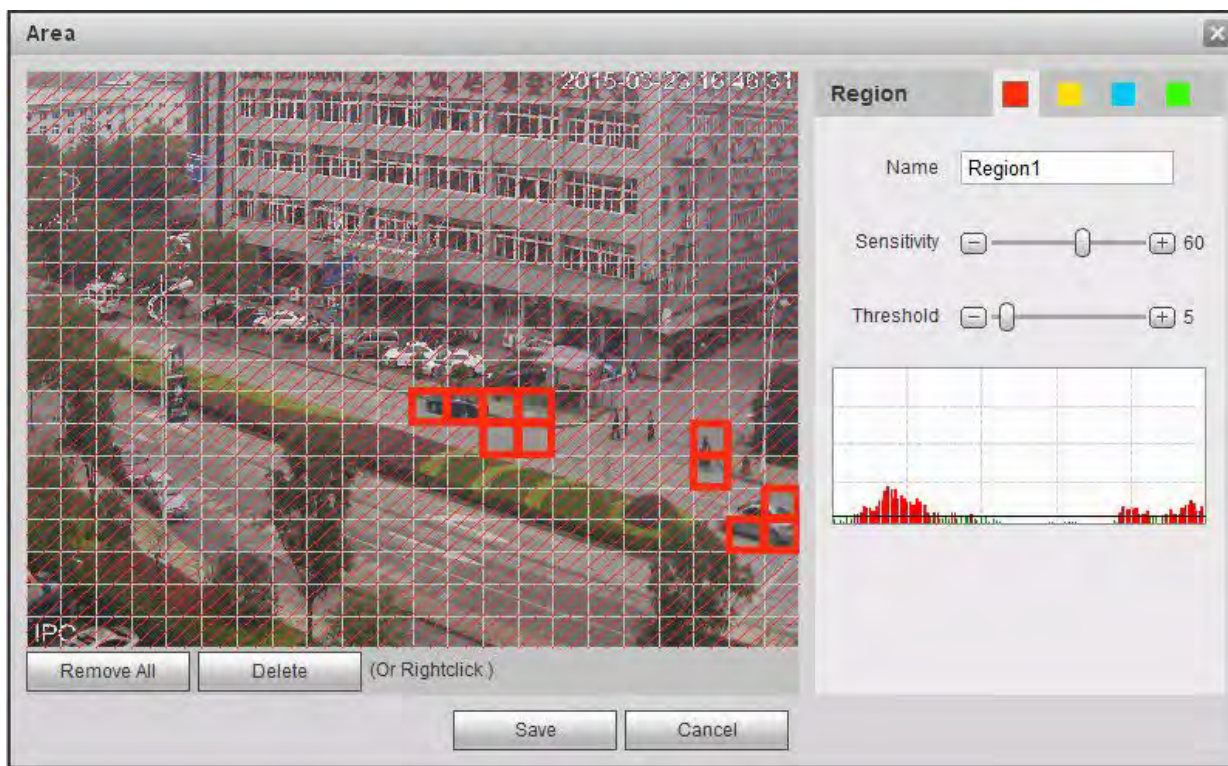 Area
2015-03-23 16:46:31
Region
Name Region1
Sensitivity 60
Threshold 5
IPC
Remove All Delete (Or Rightclick )
Save Cancel